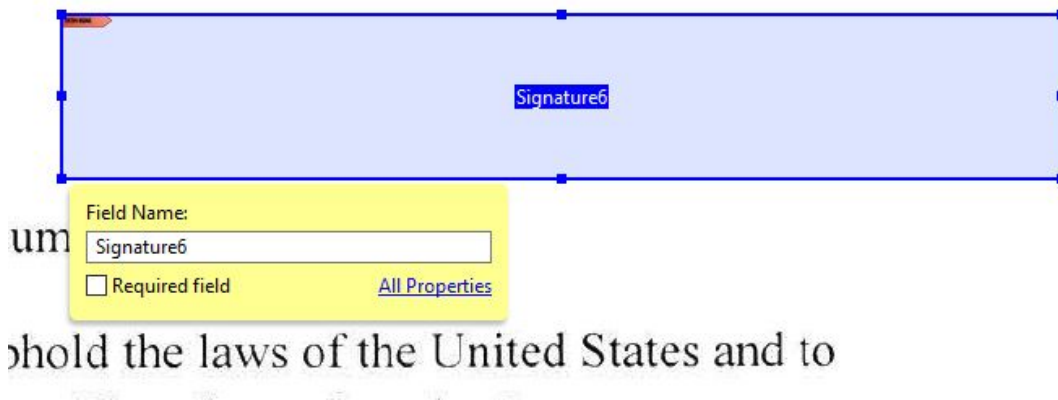 Signature6
Field Name:
um
Signature6
Required field All Properties
phold the laws of the United States and to